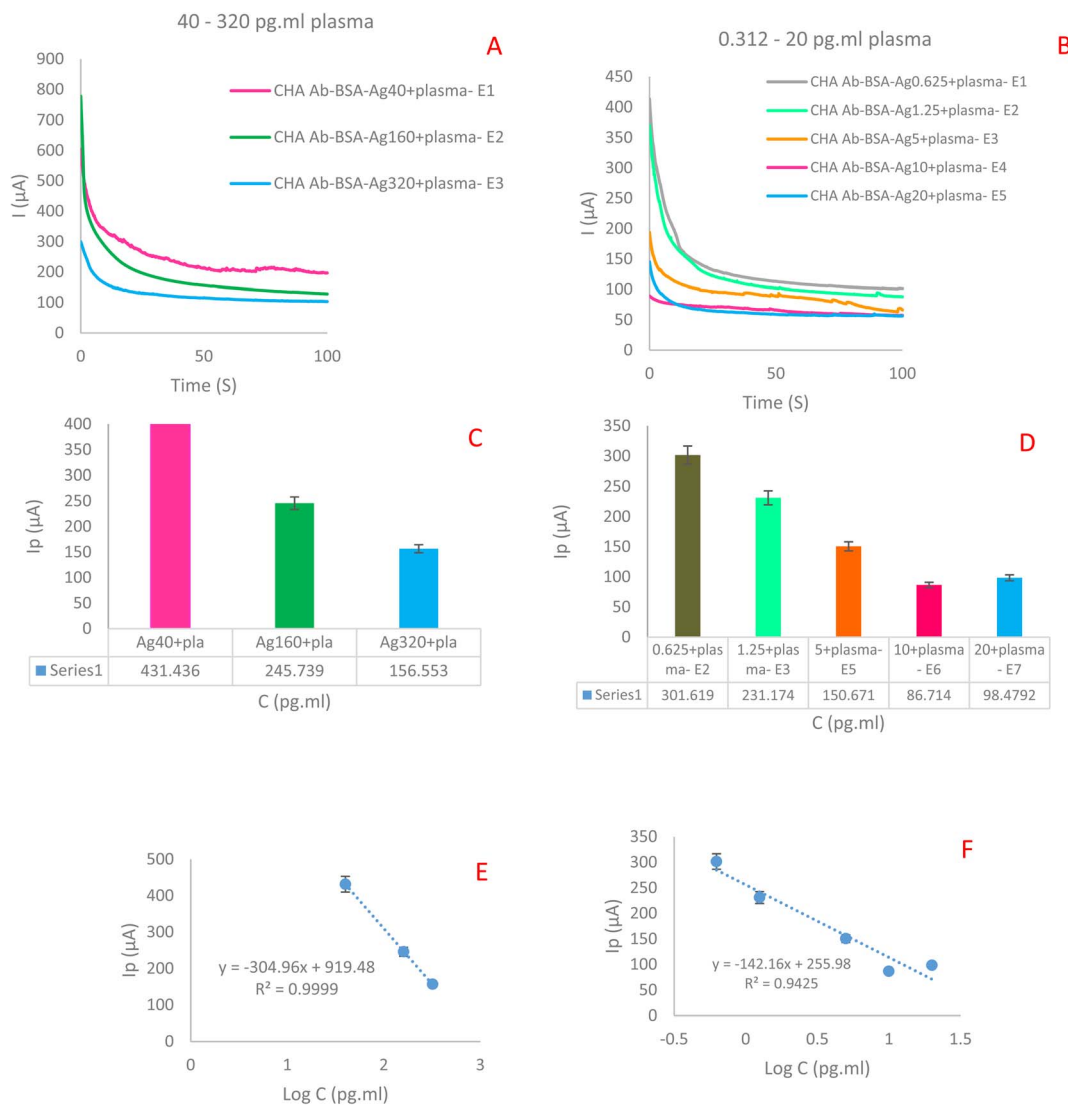 40 - 320 pg.ml plasma
A
900
800
700
600
500
400
300
200
100
0
I (µA)
CHA Ab-BSA-Ag40+plasma- E1
CHA Ab-BSA-Ag160+plasma- E2
CHA Ab-BSA-Ag320+plasma- E3
0
50
100
Time (S)
0.312 - 20 pg.ml plasma
B
450
400
350
300
250
200
150
100
50
0
I (µA)
CHA Ab-BSA-Ag0.625+plasma- E1
CHA Ab-BSA-Ag1.25+plasma- E2
CHA Ab-BSA-Ag5+plasma- E3
CHA Ab-BSA-Ag10+plasma- E4
CHA Ab-BSA-Ag20+plasma- E5
0
50
100
Time (S)
C
400
350
300
250
200
150
100
50
0
Ip (µA)
Ag40+pla
Ag160+pla
Ag320+pla
Series1
431.436
245.739
156.553
C (pg.ml)
D
350
300
250
200
150
100
50
0
Ip (µA)
0.625+plas
ma- E2
1.25+plas
ma- E3
5+plasma-
E5
10+plasma
- E6
20+plasma
- E7
Series1
301.619
231.174
150.671
86.714
98.4792
C (pg.ml)
E
500
400
300
200
100
0
Ip (µA)
y = -304.96x + 919.48
R² = 0.9999
0
1
2
3
Log C (pg.ml)
F
350
300
250
200
150
100
50
0
Ip (µA)
y = -142.16x + 255.98
R² = 0.9425
-0.5
0
0.5
1
1.5
Log C (pg.ml)